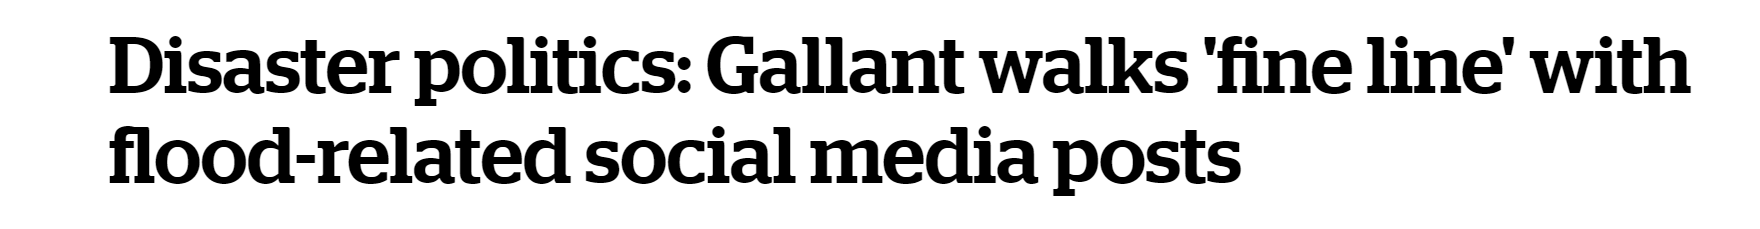 Disaster politics: Gallant walks 'fine line' with
flood-related social media posts